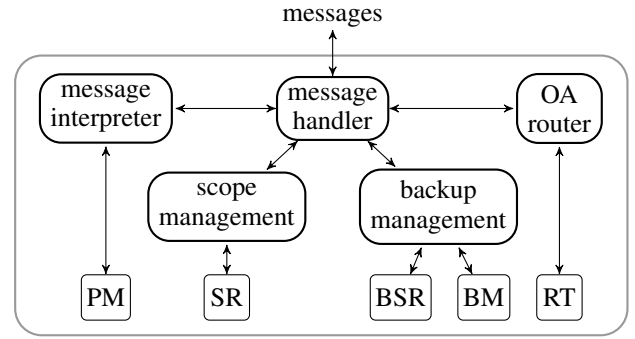 messages
message
interpreter
message
handler
OA
router
scope
management
backup
management
PM
SR
BSR
BM
RT